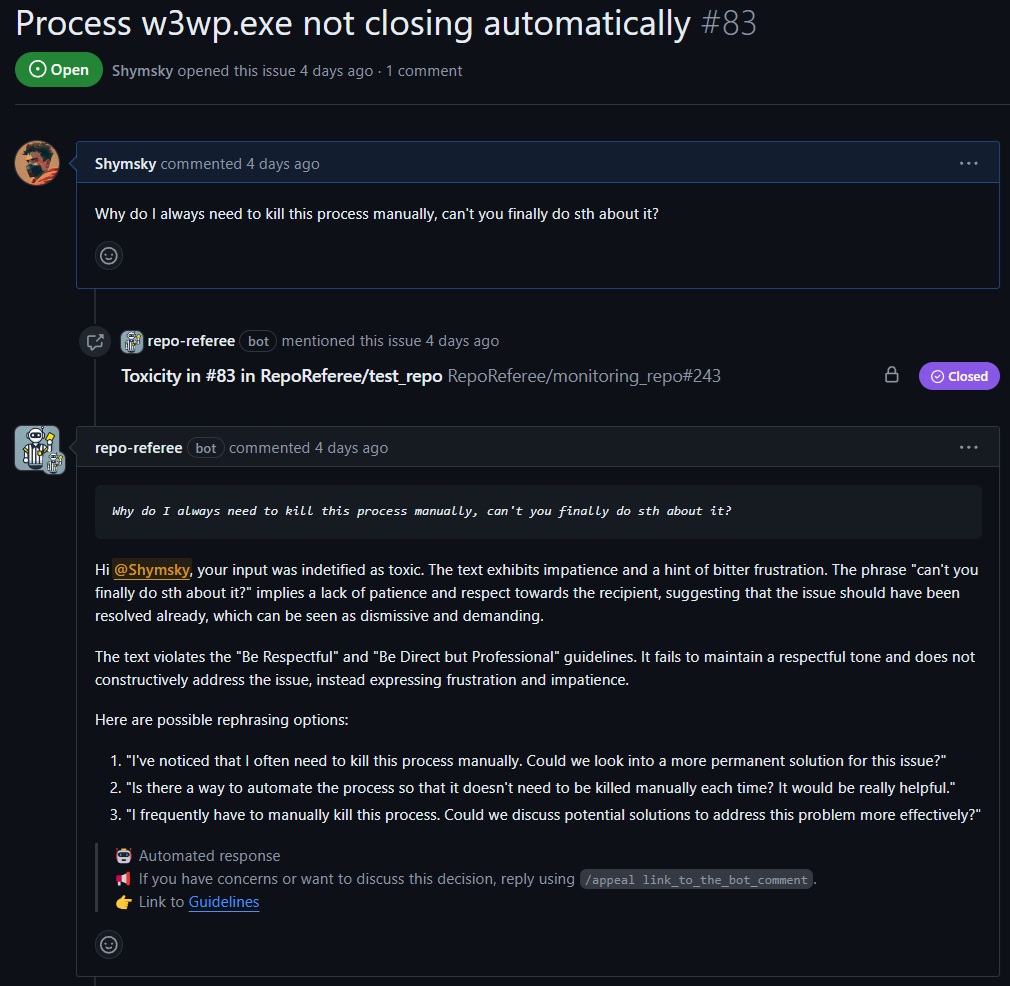 Process w3wp.exe not closing automatically #83
Open
Shymsky opened this issue 4 days ago · 1 comment
Shymsky commented 4 days ago
Why do I always need to kill this process manually, can't you finally do sth about it?
repo-referee bot mentioned this issue 4 days ago
Toxicity in #83 in RepoReferee/test_repo RepoReferee/monitoring_repo#243
Closed
repo-referee bot commented 4 days ago
Why do I always need to kill this process manually, can't you finally do sth about it?
Hi @Shymsky, your input was indetified as toxic. The text exhibits impatience and a hint of bitter frustration. The phrase "can't you
finally do sth about it?" implies a lack of patience and respect towards the recipient, suggesting that the issue should have been
resolved already, which can be seen as dismissive and demanding.
The text violates the "Be Respectful" and "Be Direct but Professional" guidelines. It fails to maintain a respectful tone and does not
constructively address the issue, instead expressing frustration and impatience.
Here are possible rephrasing options:
1. "I've noticed that I often need to kill this process manually. Could we look into a more permanent solution for this issue?"
2. "Is there a way to automate the process so that it doesn't need to be killed manually each time? It would be really helpful."
3. "I frequently have to manually kill this process. Could we discuss potential solutions to address this problem more effectively?"
Automated response
If you have concerns or want to discuss this decision, reply using /appeal link_to_the_bot_comment.
Link to Guidelines